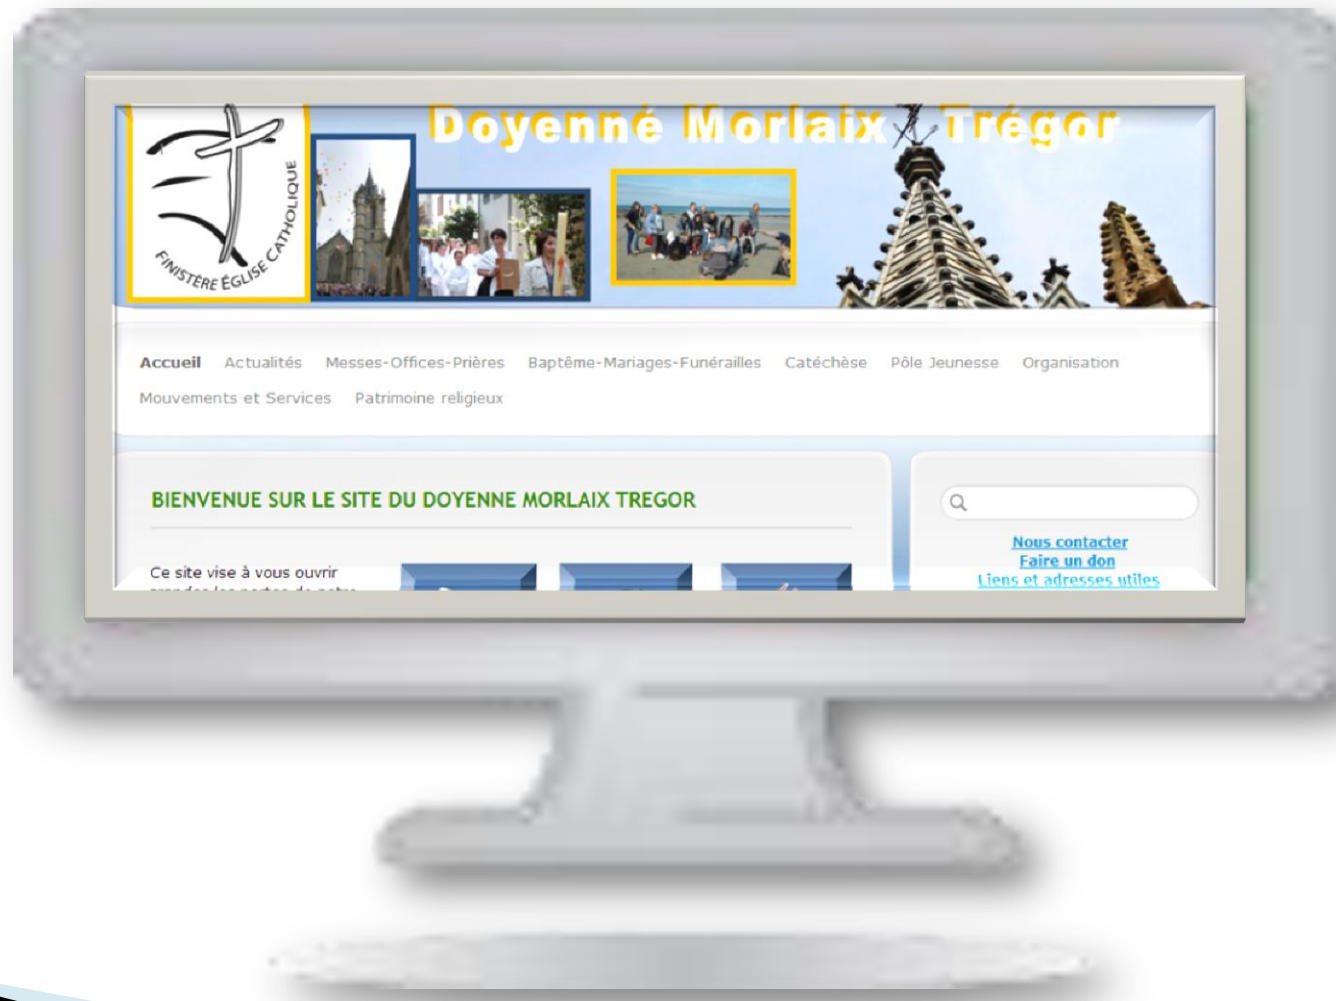 Doyenné Morlaix Trégor
FINISTÈRE ÉGLISE CATHOLIQUE
Accueil Actualités Messes-Offices-Prières Baptême-Mariages-Funérailles Catéchèse Pôle Jeunesse Organisation
Mouvements et Services Patrimoine religieux
BIENVENUE SUR LE SITE DU DOYENNE MORLAIX TREGOR
Ce site vise à vous ouvrir
Nous contacter
Faire un don
Liens et adresses utiles